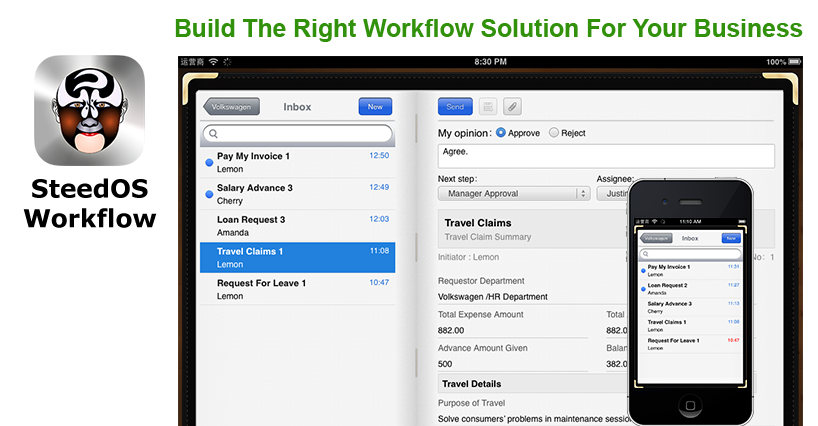 Build The Right Workflow Solution For Your Business
SteedOS
Workflow
运营商 8:30 PM 100%
Volkswagen Inbox New
Pay My Invoice 1 12:50
Lemon
Salary Advance 3 12:49
Cherry
Loan Request 3 12:03
Amanda
Travel Claims 1 11:08
Lemon
Request For Leave 1 10:47
Lemon
Send
My opinion: Approve Reject
Agree.
Next step: Assignee:
Manager Approval Justin
Travel Claims
Travel Claim Summary
Initiator : Lemon No: 1
Requestor Department
Volkswagen /HR Department
Total Expense Amount Total
882.00 882.0
Advance Amount Given Balan
500 382.0
Travel Details
Purpose of Travel
Solve consumers' problems in maintenance sessio
运营商 11:10 AM
Volkswagen Inbox New
Pay My Invoice 1 11:31
Lemon
Loan Request 2 11:27
Amanda
Salary Advance 3 11:13
Cherry
Travel Claims 1 11:08
Lemon
Request For Leave 1 10:47
Lemon